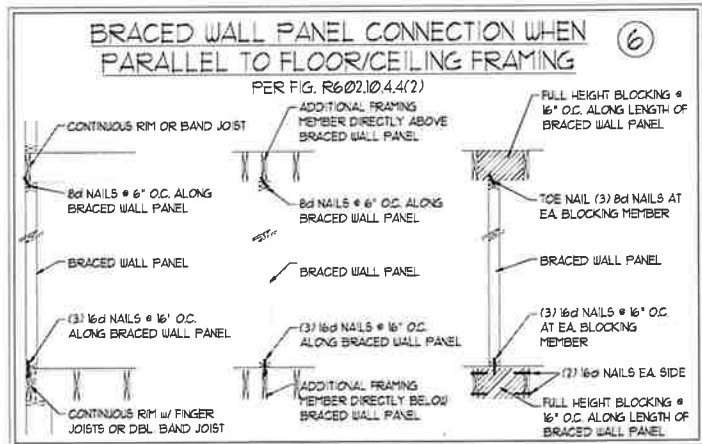 BRACED WALL PANEL CONNECTION WHEN
PARALLEL TO FLOOR/CEILING FRAMING
6
PER FIG. R602.10.4.4(2)
CONTINUOUS RIM OR BAND JOIST
8d NAILS @ 6" O.C. ALONG
BRACED WALL PANEL
BRACED WALL PANEL
(3) 16d NAILS @ 16" O.C.
ALONG BRACED WALL PANEL
CONTINUOUS RIM W/ FINGER
JOISTS OR DBL. BAND JOIST
ADDITIONAL FRAMING
MEMBER DIRECTLY ABOVE
BRACED WALL PANEL
8d NAILS @ 6" O.C. ALONG
BRACED WALL PANEL
BRACED WALL PANEL
(3) 16d NAILS @ 16" O.C.
ALONG BRACED WALL PANEL
ADDITIONAL FRAMING
MEMBER DIRECTLY BELOW
BRACED WALL PANEL
FULL HEIGHT BLOCKING @
16" O.C. ALONG LENGTH OF
BRACED WALL PANEL
TOE NAIL (3) 8d NAILS AT
EA. BLOCKING MEMBER
BRACED WALL PANEL
(3) 16d NAILS @ 16" O.C.
AT EA. BLOCKING
MEMBER
(2) 16d NAILS EA. SIDE
FULL HEIGHT BLOCKING @
16" O.C. ALONG LENGTH OF
BRACED WALL PANEL